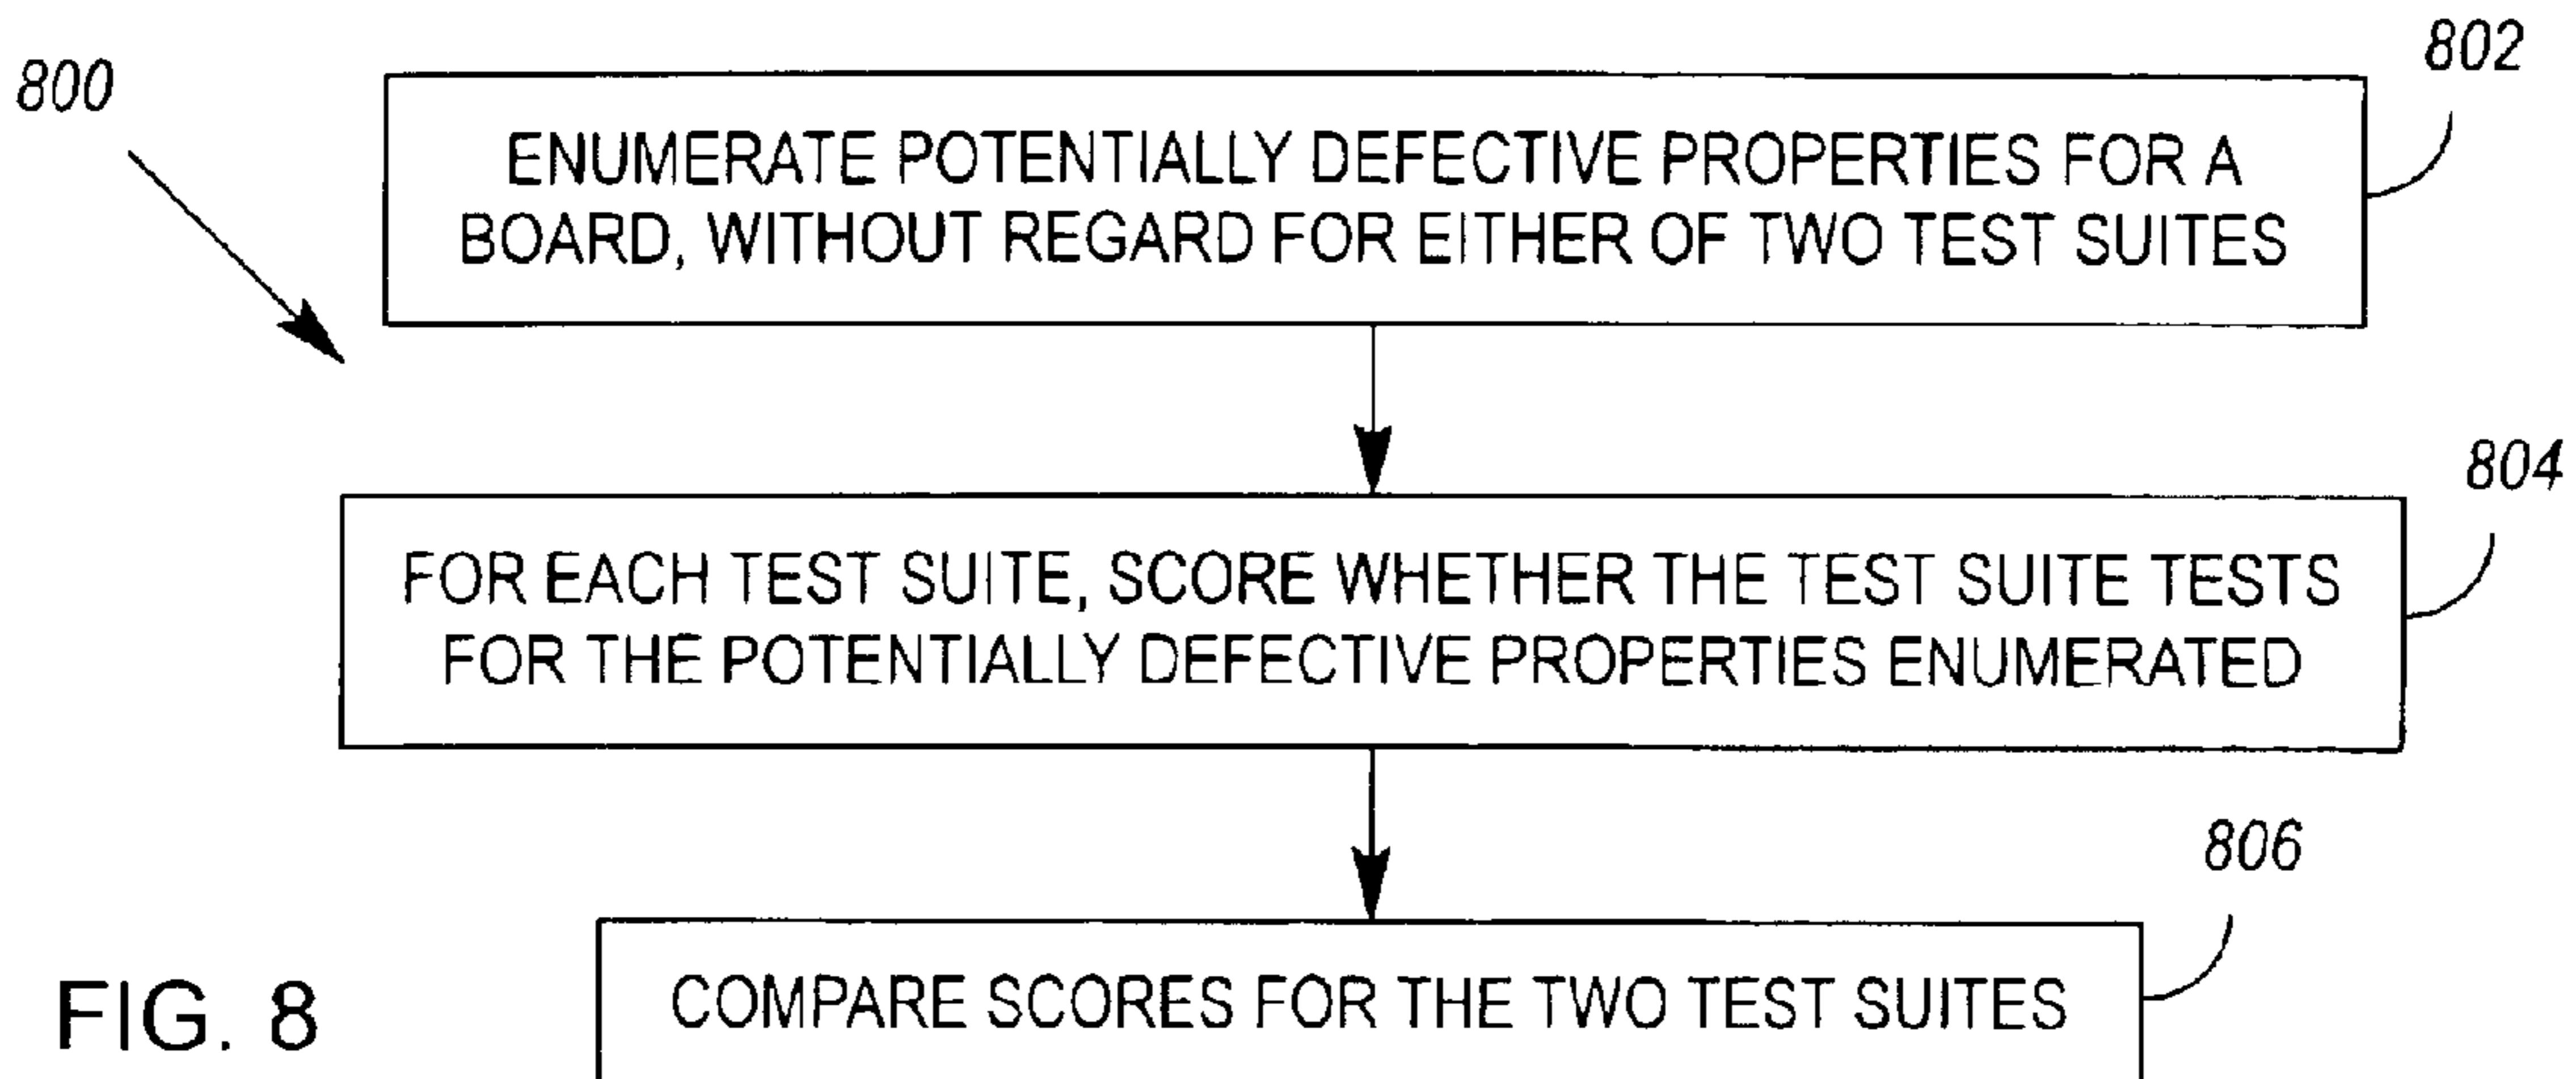 800
802
ENUMERATE POTENTIALLY DEFECTIVE PROPERTIES FOR A
BOARD, WITHOUT REGARD FOR EITHER OF TWO TEST SUITES
804
FOR EACH TEST SUITE, SCORE WHETHER THE TEST SUITE TESTS
FOR THE POTENTIALLY DEFECTIVE PROPERTIES ENUMERATED
806
COMPARE SCORES FOR THE TWO TEST SUITES
FIG. 8